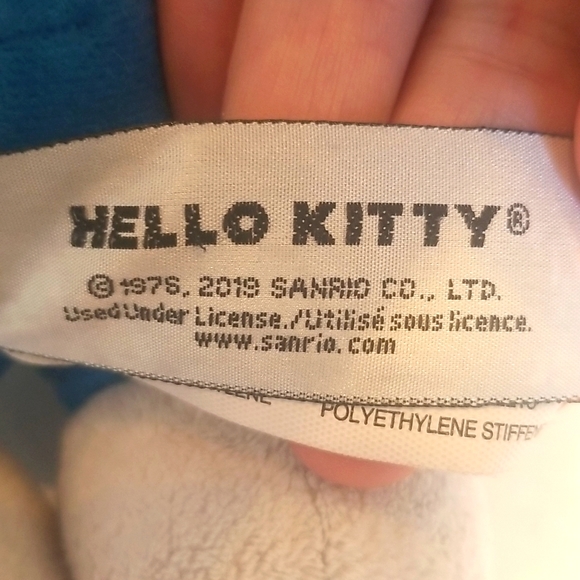 HELLO KITTY®
© 1976, 2019 SANRIO CO., LTD.
Used Under License./Utilisé sous licence.
www.sanrio.com
POLYETHYLENE